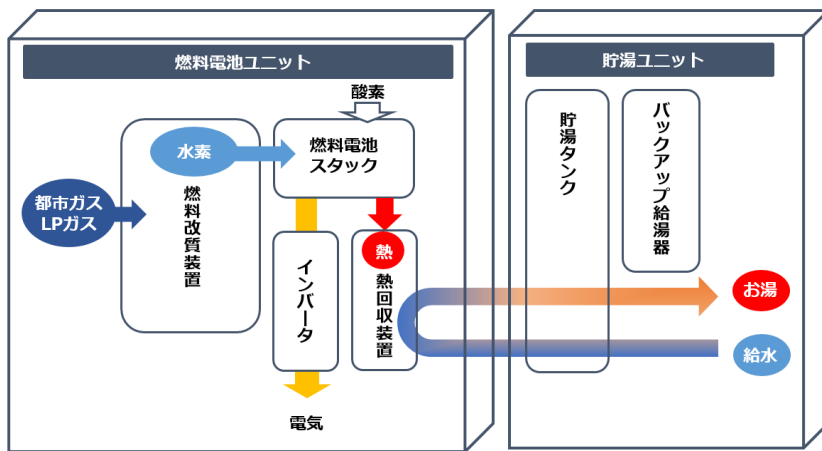 燃料電池ユニット
酸素
水素
燃料電池
スタック
都市ガス
LPガス
燃料改質装置
インバータ
熱
熱回収装置
電気
貯湯ユニット
貯湯タンク
バックアップ給湯器
お湯
給水